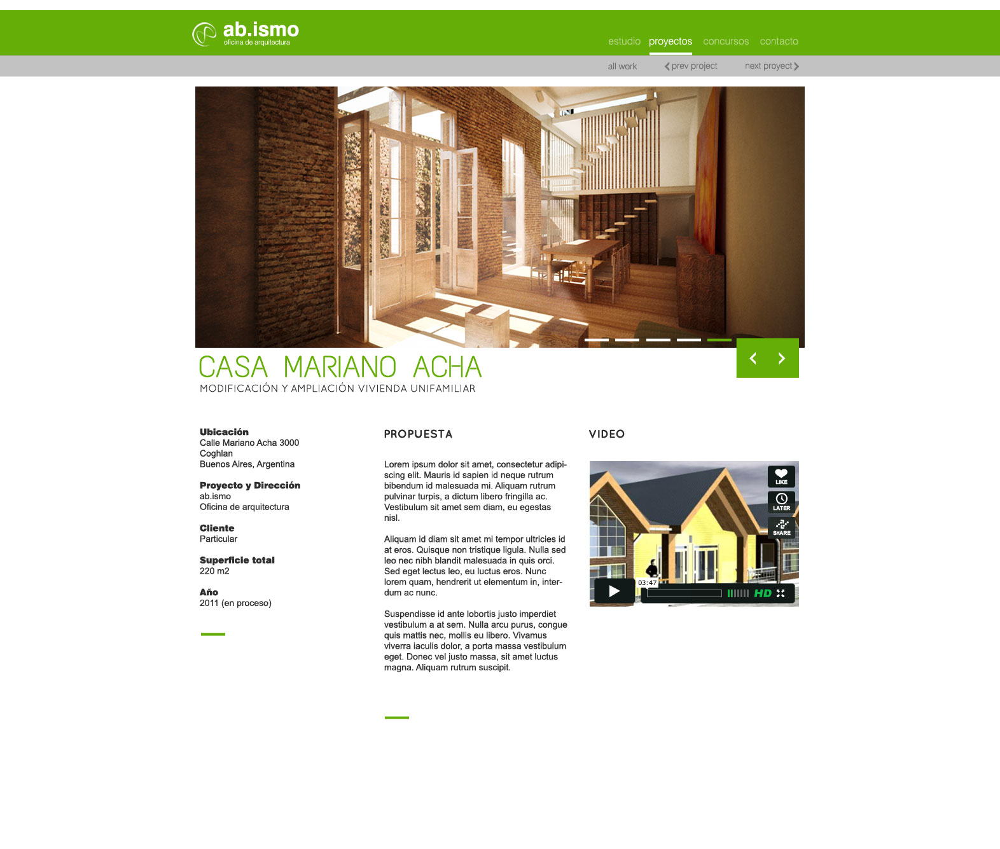 ab.ismo
oficina de arquitectura
estudio proyectos concursos contacto
all work prev project next proyect
CASA MARIANO ACHA
MODIFICACIÓN Y AMPLIACIÓN VIVIENDA UNIFAMILIAR
Ubicación
Calle Mariano Acha 3000
Coghlan
Buenos Aires, Argentina
Proyecto y Dirección
ab.ismo
Oficina de arquitectura
Cliente
Particular
Superficie total
220 m2
Año
2011 (en proceso)
PROPUESTA
Lorem ipsum dolor sit amet, consectetur adipi-
scing elit. Mauris id sapien id neque rutrum
bibendum id malesuada mi. Aliquam rutrum
pulvinar turpis, a dictum libero fringilla ac.
Vestibulum sit amet sem diam, eu egestas
nisl.
Aliquam id diam sit amet mi tempor ultricies id
at eros. Quisque non tristique ligula. Nulla sed
leo nec nibh blandit malesuada in quis orci.
Sed eget lectus leo, eu luctus eros. Nunc
lorem quam, hendrerit ut elementum in, inter-
dum ac nunc.
Suspendisse id ante lobortis justo imperdiet
vestibulum a at sem. Nulla arcu purus, congue
quis mattis nec, mollis eu libero. Vivamus
viverra iaculis dolor, a porta massa vestibulum
eget. Donec vel justo massa, sit amet luctus
magna. Aliquam rutrum suscipit.
VIDEO
LIKE
LATER
SHARE
03:47
HD